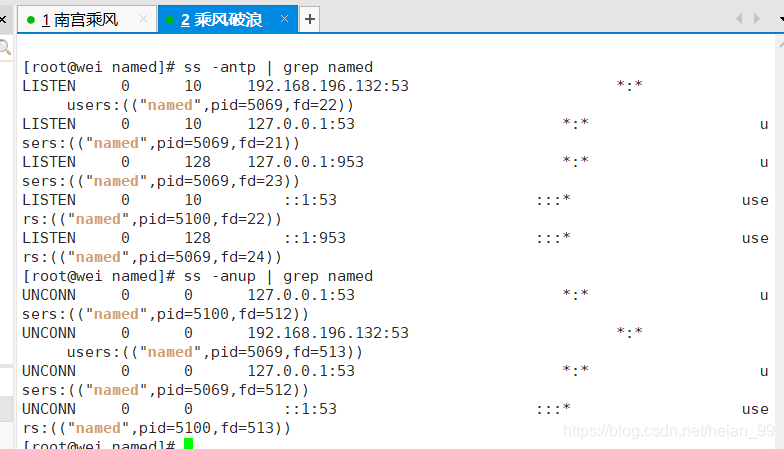 1 南宫乘风 × 2 乘风破浪 × +
[root@wei named]# ss -antp | grep named
LISTEN 0 10 192.168.196.132:53 *:*
users:(("named",pid=5069,fd=22))
LISTEN 0 10 127.0.0.1:53 *:* u
sers:(("named",pid=5069,fd=21))
LISTEN 0 128 127.0.0.1:953 *:* u
sers:(("named",pid=5069,fd=23))
LISTEN 0 10 ::1:53 :::* use
rs:(("named",pid=5100,fd=22))
LISTEN 0 128 ::1:953 :::* use
rs:(("named",pid=5069,fd=24))
[root@wei named]# ss -anup | grep named
UNCONN 0 0 127.0.0.1:53 *:* u
sers:(("named",pid=5100,fd=512))
UNCONN 0 0 192.168.196.132:53 *:*
users:(("named",pid=5069,fd=513))
UNCONN 0 0 127.0.0.1:53 *:* u
sers:(("named",pid=5069,fd=512))
UNCONN 0 0 ::1:53 :::* use
rs:(("named",pid=5100,fd=513))
[root@wei named]#
https://blog.csdn.net/heian_99